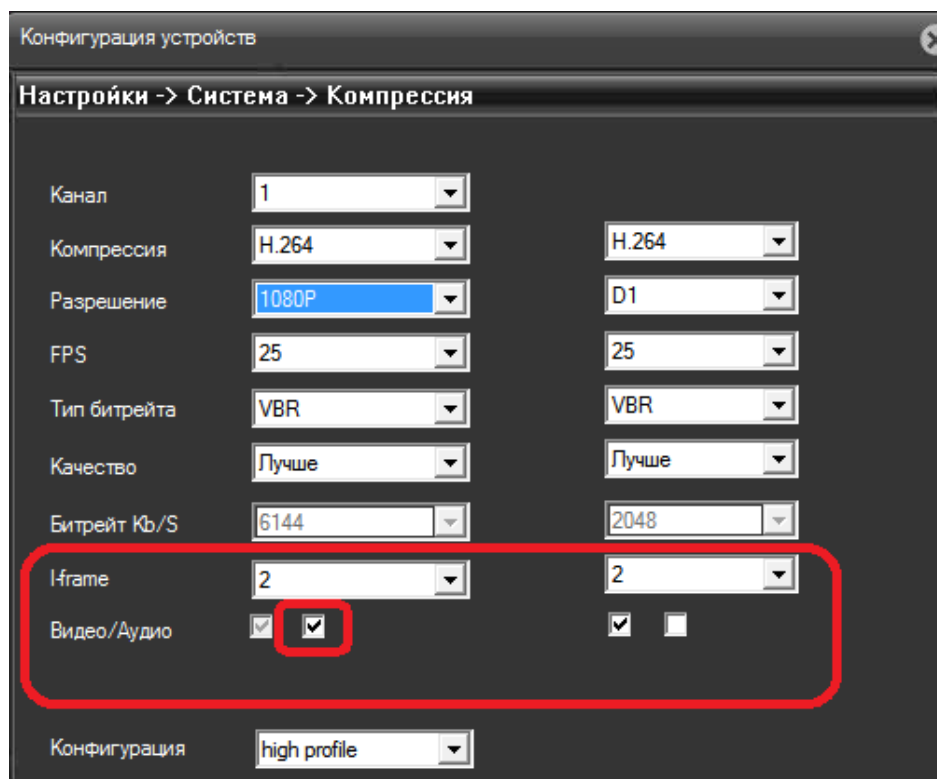 Конфигурация устройств
Настройки -> Система -> Компрессия
Канал 1
Компрессия H.264 H.264
Разрешение 1080P D1
FPS 25 25
Тип битрейта VBR VBR
Качество Лучше Лучше
Битрейт Kb/S 6144 2048
I-frame 2 2
Видео/Аудио
Конфигурация high profile